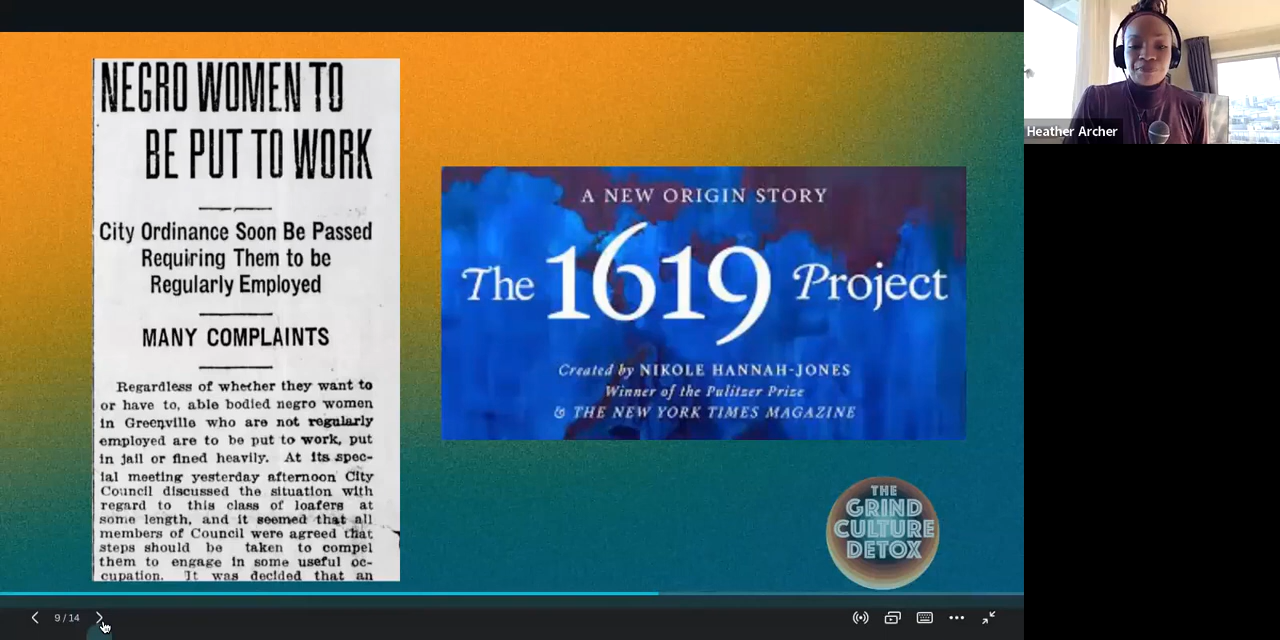 NEGRO WOMEN TO
BE PUT TO WORK
City Ordinance Soon Be Passed
Requiring Them to be
Regularly Employed
MANY COMPLAINTS
Regardless of whether they want to
or have to, able bodied negro women
in Greenville who are not regularly
employed are to be put to work, put
in jail or fined heavily. At its spec-
ial meeting yesterday afternoon City
Council discussed the situation with
regard to this class of loafers at
some length, and it seemed that all
members of Council were agreed that
steps should be taken to compel
them to engage in some useful oc-
cupation. It was decided that an
A NEW ORIGIN STORY
The 1619 Project
Created by NIKOLE HANNAH-JONES
Winner of the Pulitzer Prize
& THE NEW YORK TIMES MAGAZINE
THE
GRIND
CULTURE
DETOX
Heather Archer
9 / 14